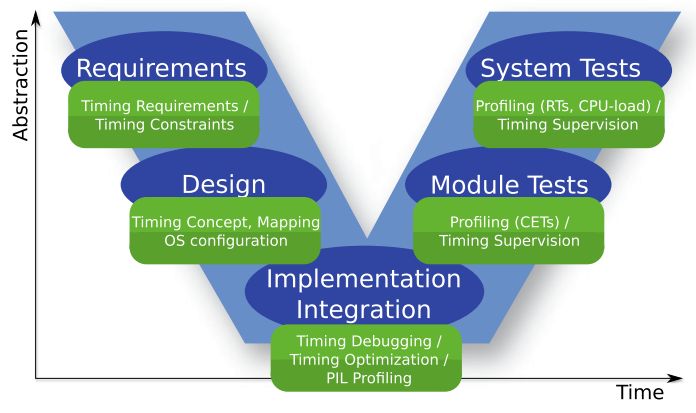 Abstraction
Requirements
Timing Requirements /
Timing Constraints
System Tests
Profiling (RTs, CPU-load) /
Timing Supervision
Design
Timing Concept, Mapping
OS configuration
Module Tests
Profiling (CETs) /
Timing Supervision
Implementation
Integration
Timing Debugging /
Timing Optimization /
PIL Profiling
Time